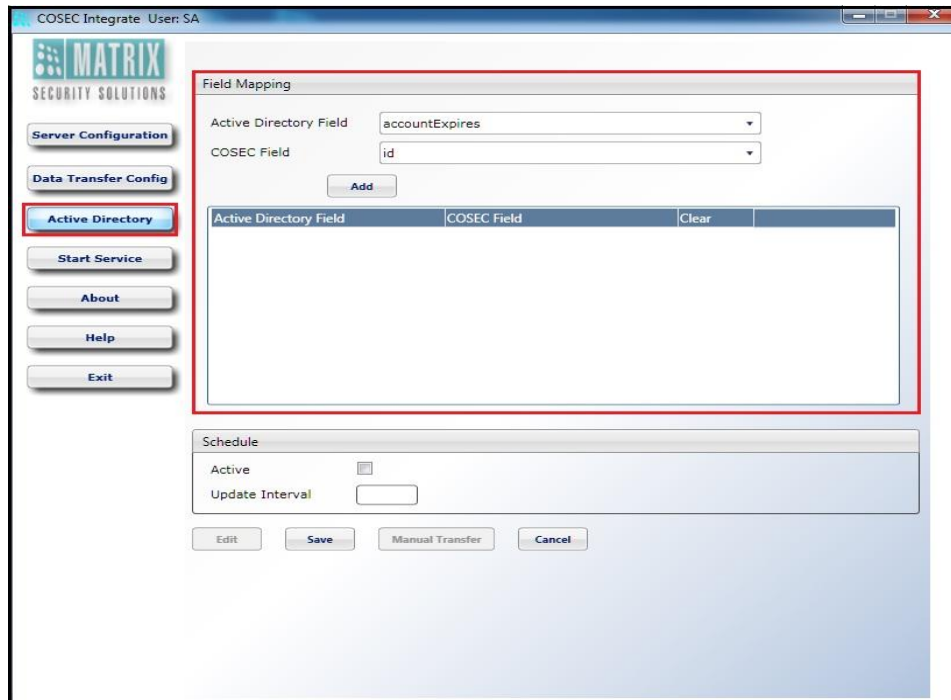 COSEC Integrate User: SA
MATRIX
SECURITY SOLUTIONS
Server Configuration
Data Transfer Config
Active Directory
Start Service
About
Help
Exit
Field Mapping
Active Directory Field accountExpires
COSEC Field id
Add
Active Directory Field COSEC Field Clear
Schedule
Active
Update Interval
Edit Save Manual Transfer Cancel